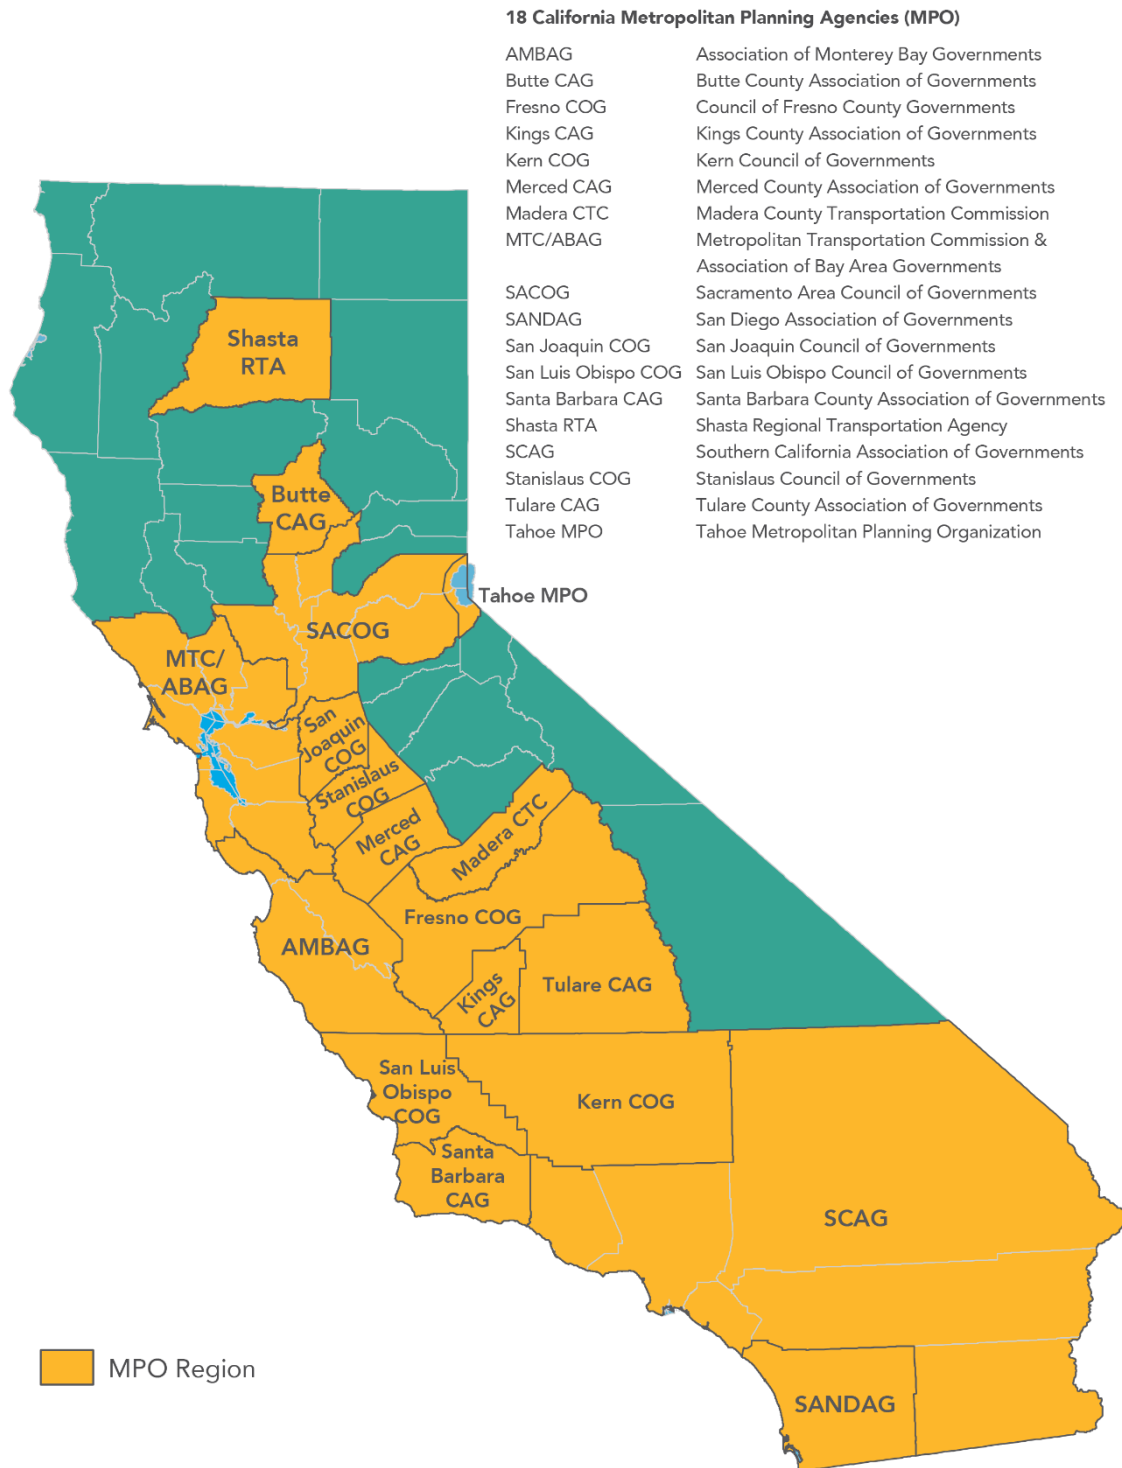 18 California Metropolitan Planning Agencies (MPO)
AMBAG Association of Monterey Bay Governments
Butte CAG Butte County Association of Governments
Fresno COG Council of Fresno County Governments
Kings CAG Kings County Association of Governments
Kern COG Kern Council of Governments
Merced CAG Merced County Association of Governments
Madera CTC Madera County Transportation Commission
MTC/ABAG Metropolitan Transportation Commission &
Association of Bay Area Governments
SACOG Sacramento Area Council of Governments
SANDAG San Diego Association of Governments
San Joaquin COG San Joaquin Council of Governments
San Luis Obispo COG San Luis Obispo Council of Governments
Santa Barbara CAG Santa Barbara County Association of Governments
Shasta RTA Shasta Regional Transportation Agency
SCAG Southern California Association of Governments
Stanislaus COG Stanislaus Council of Governments
Tulare CAG Tulare County Association of Governments
Tahoe MPO Tahoe Metropolitan Planning Organization
Shasta
RTA
Butte
CAG
Tahoe MPO
SACOG
MTC/
ABAG
San
Joaquin
COG
Stanislaus
COG
Merced
CAG
Madera CTC
Fresno COG
AMBAG
Kings
CAG
Tulare CAG
San Luis
Obispo
COG
Kern COG
Santa
Barbara
CAG
SCAG
MPO Region
SANDAG